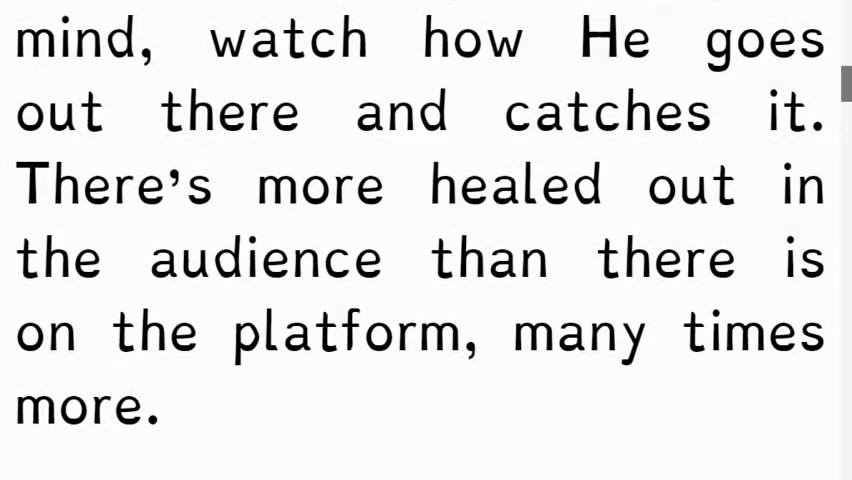 mind, watch how He goes
out there and catches it.
There's more healed out in
the audience than there is
on the platform, many times
more.